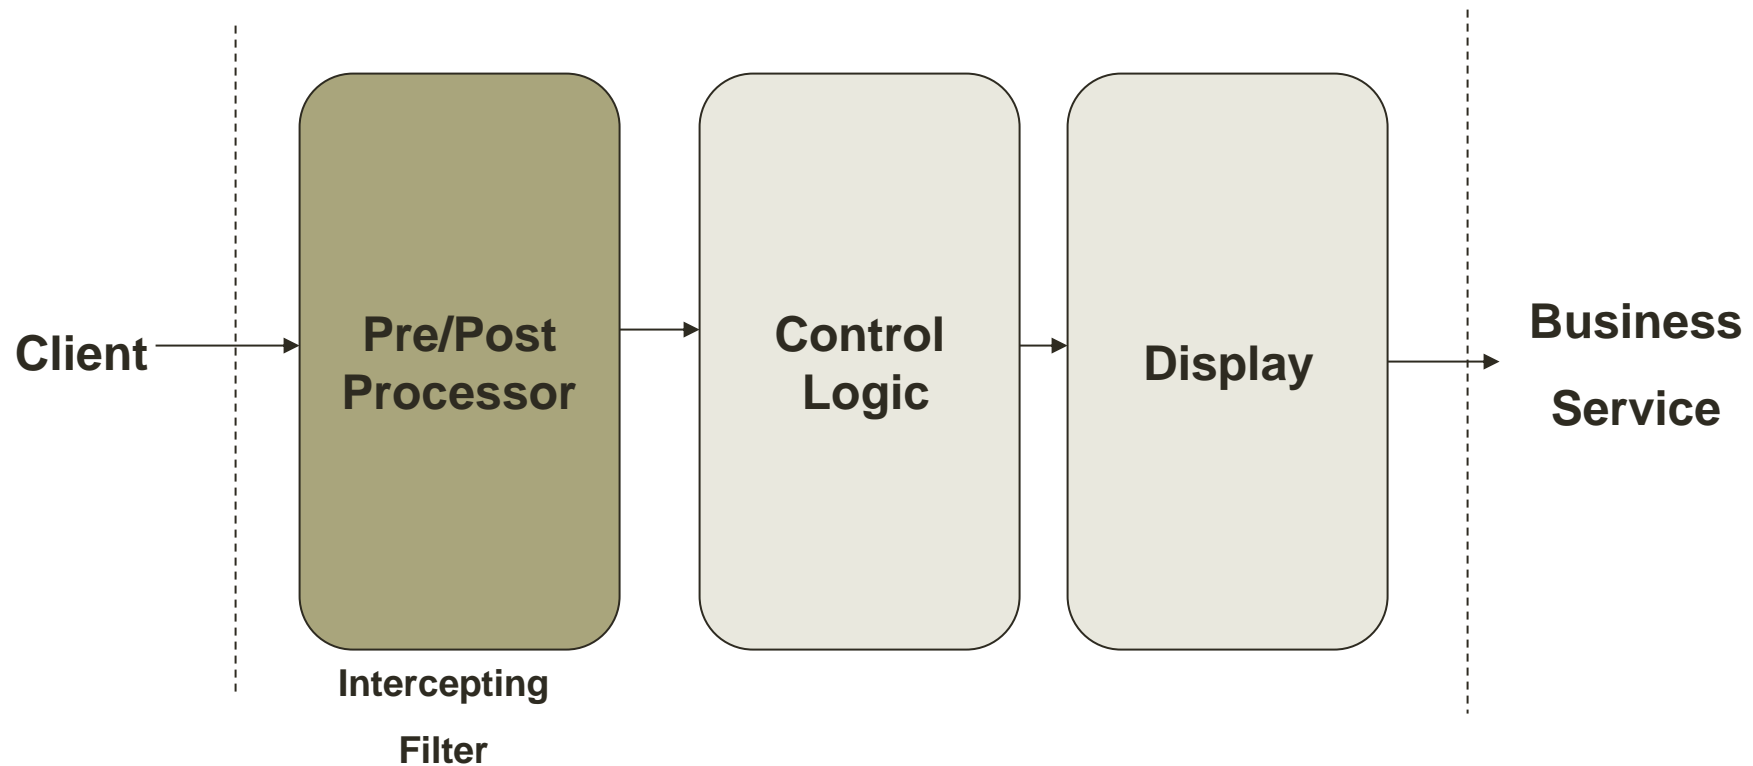 Client
Pre/Post
Processor
Control
Logic
Display
Business
Service
Intercepting
Filter